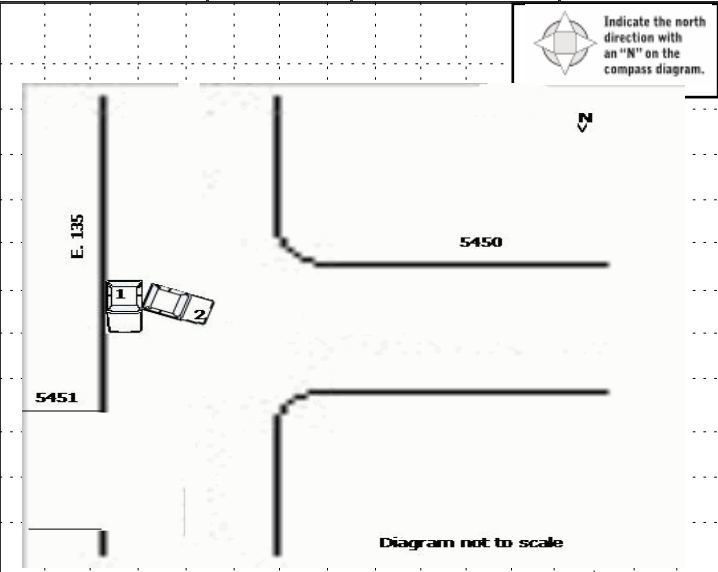 Indicate the north
direction with
an “N” on the
compass diagram.
N
E. 135
5450
1
2
5451
Diagram not to scale